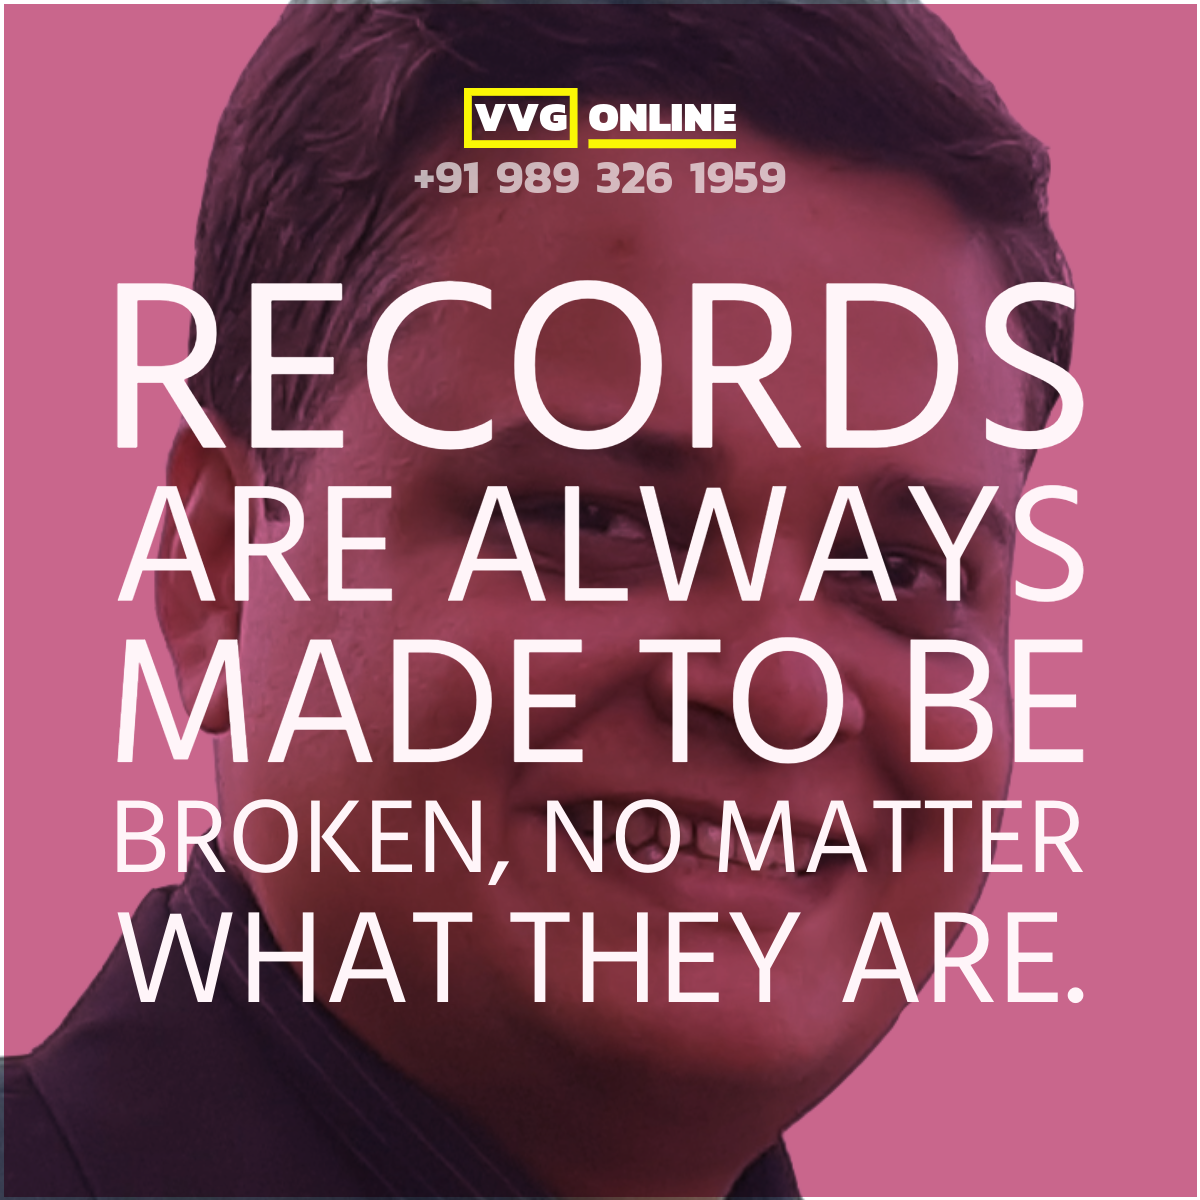 VVG ONLINE
+91 989 326 1959
RECORDS
ARE ALWAYS
MADE TO BE
BROKEN, NO MATTER
WHAT THEY ARE.